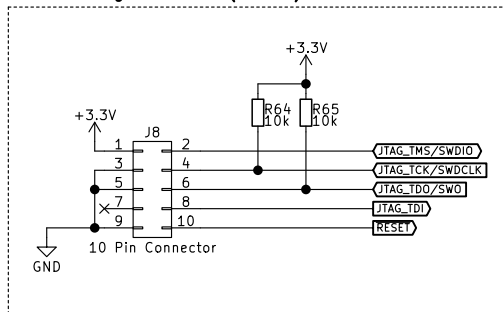 +3.3V
R64
10k
R65
10k
+3.3V
J8
1
2
JTAG_TMS/SWDIO
3
4
JTAG_TCK/SWDCLK
5
6
JTAG_TDO/SWO
7
8
JTAG_TDI
9
10
RESET
10 Pin Connector
GND